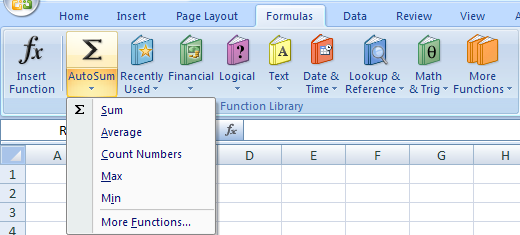 Home Insert Page Layout Formulas Data Review View
fx Insert Function
Σ AutoSum
Recently Used
Financial
Logical
A Text
Date & Time
Lookup & Reference
θ Math & Trig
More Functions
Function Library
Σ Sum
Average
Count Numbers
Max
Min
More Functions...
R fx
A D E F G H
1
2
3
4